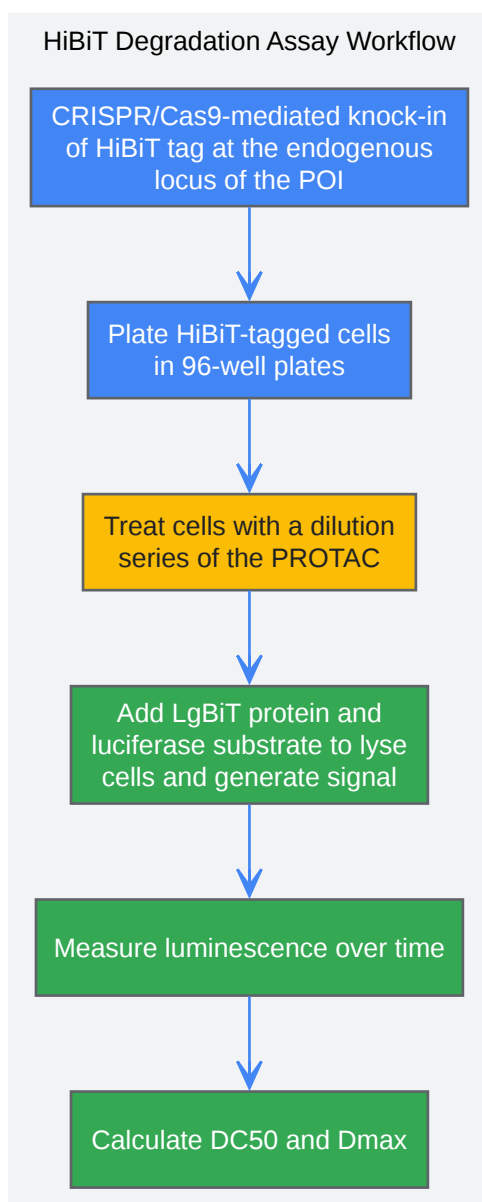 HiBiT Degradation Assay Workflow
CRISPR/Cas9-mediated knock-in
of HiBiT tag at the endogenous
locus of the POI
Plate HiBiT-tagged cells
in 96-well plates
Treat cells with a dilution
series of the PROTAC
Add LgBiT protein and
luciferase substrate to lyse
cells and generate signal
Measure luminescence over time
Calculate DC50 and Dmax